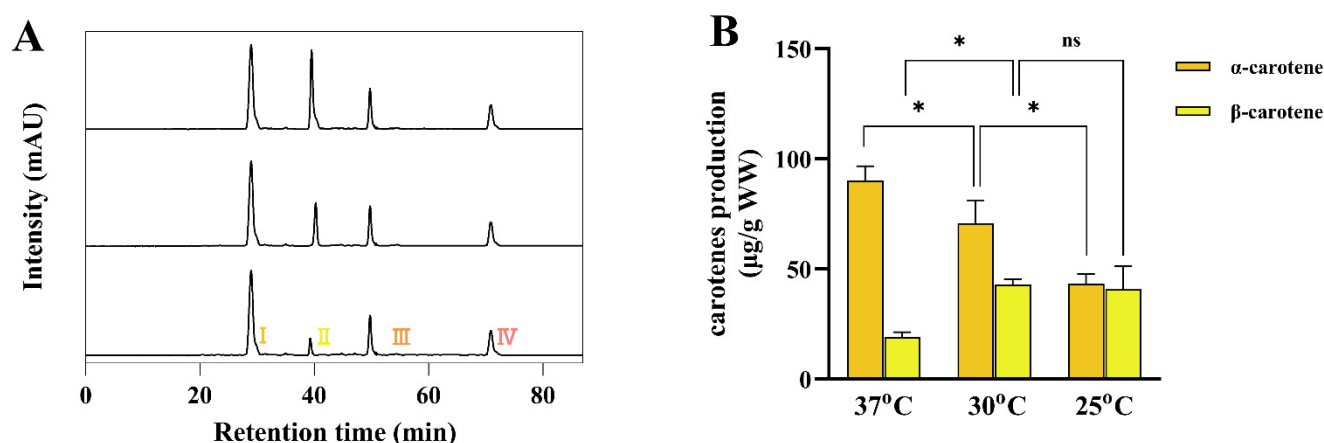 A
Intensity (mAU)
I
II
III
IV
0
20
40
60
80
Retention time (min)
B
carotenes production
(μg/g WW)
150
100
50
0
*
ns
*
*
37°C
30°C
25°C
α-carotene
β-carotene